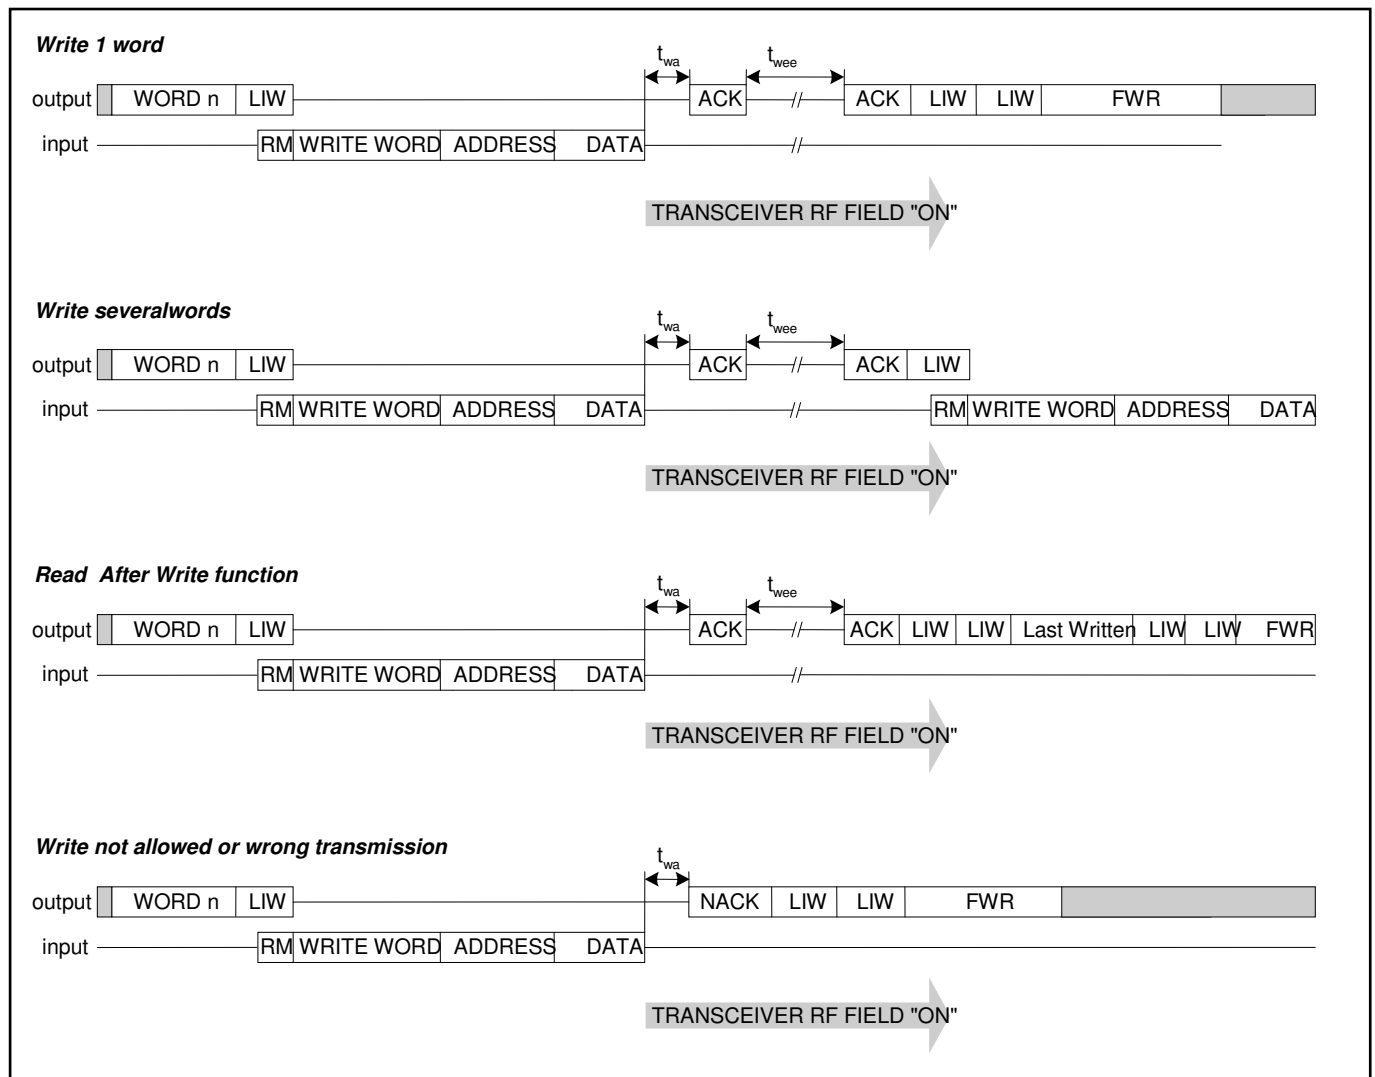 Write 1 word
t_wa t_wee
output WORD n LIW ACK // ACK LIW LIW FWR
input RM WRITE WORD ADDRESS DATA //
TRANSCEIVER RF FIELD "ON"
Write severalwords
t_wa t_wee
output WORD n LIW ACK // ACK LIW
input RM WRITE WORD ADDRESS DATA // RM WRITE WORD ADDRESS DATA
TRANSCEIVER RF FIELD "ON"
Read After Write function
t_wa t_wee
output WORD n LIW ACK // ACK LIW LIW Last Written LIW LIW FWR
input RM WRITE WORD ADDRESS DATA //
TRANSCEIVER RF FIELD "ON"
Write not allowed or wrong transmission
t_wa
output WORD n LIW NACK LIW LIW FWR
input RM WRITE WORD ADDRESS DATA
TRANSCEIVER RF FIELD "ON"